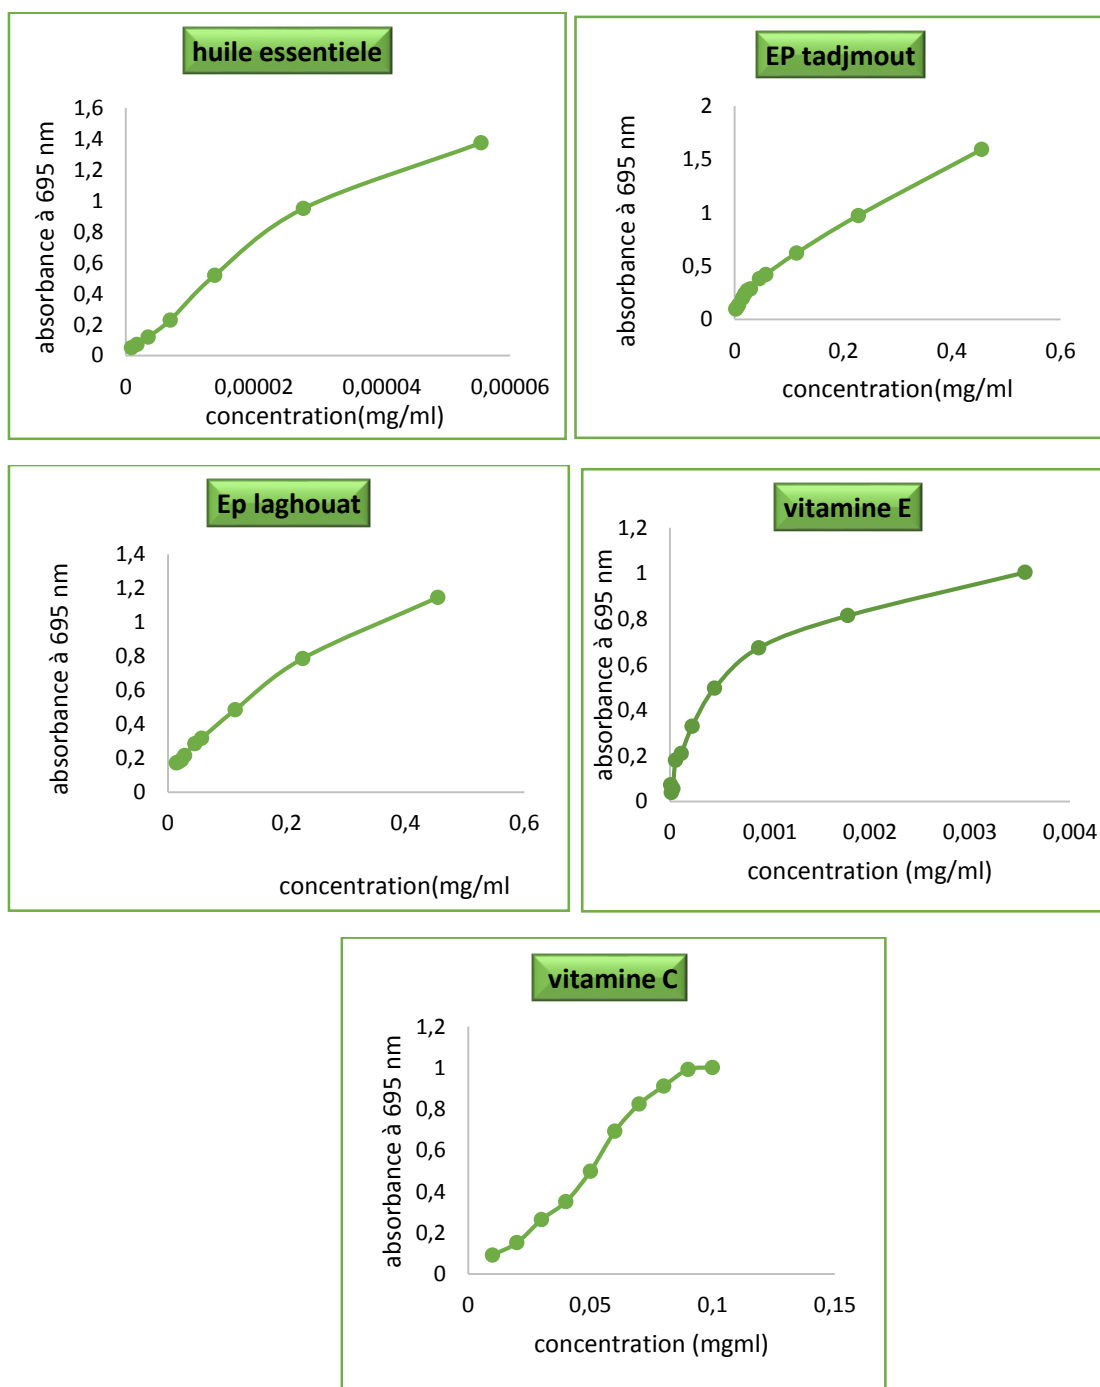 huile essentiele
absorbance à 695 nm
1,6
1,4
1,2
1
0,8
0,6
0,4
0,2
0
0 0,00002 0,00004 0,00006
concentration(mg/ml)
EP tadjmout
absorbance à 695 nm
2
1,5
1
0,5
0
0 0,2 0,4 0,6
concentration(mg/ml
Ep laghouat
absorbance à 695 nm
1,4
1,2
1
0,8
0,6
0,4
0,2
0
0 0,2 0,4 0,6
concentration(mg/ml
vitamine E
absorbance à 695 nm
1,2
1
0,8
0,6
0,4
0,2
0
0 0,001 0,002 0,003 0,004
concentration (mg/ml)
vitamine C
absorbance à 695 nm
1,2
1
0,8
0,6
0,4
0,2
0
0 0,05 0,1 0,15
concentration (mgml)